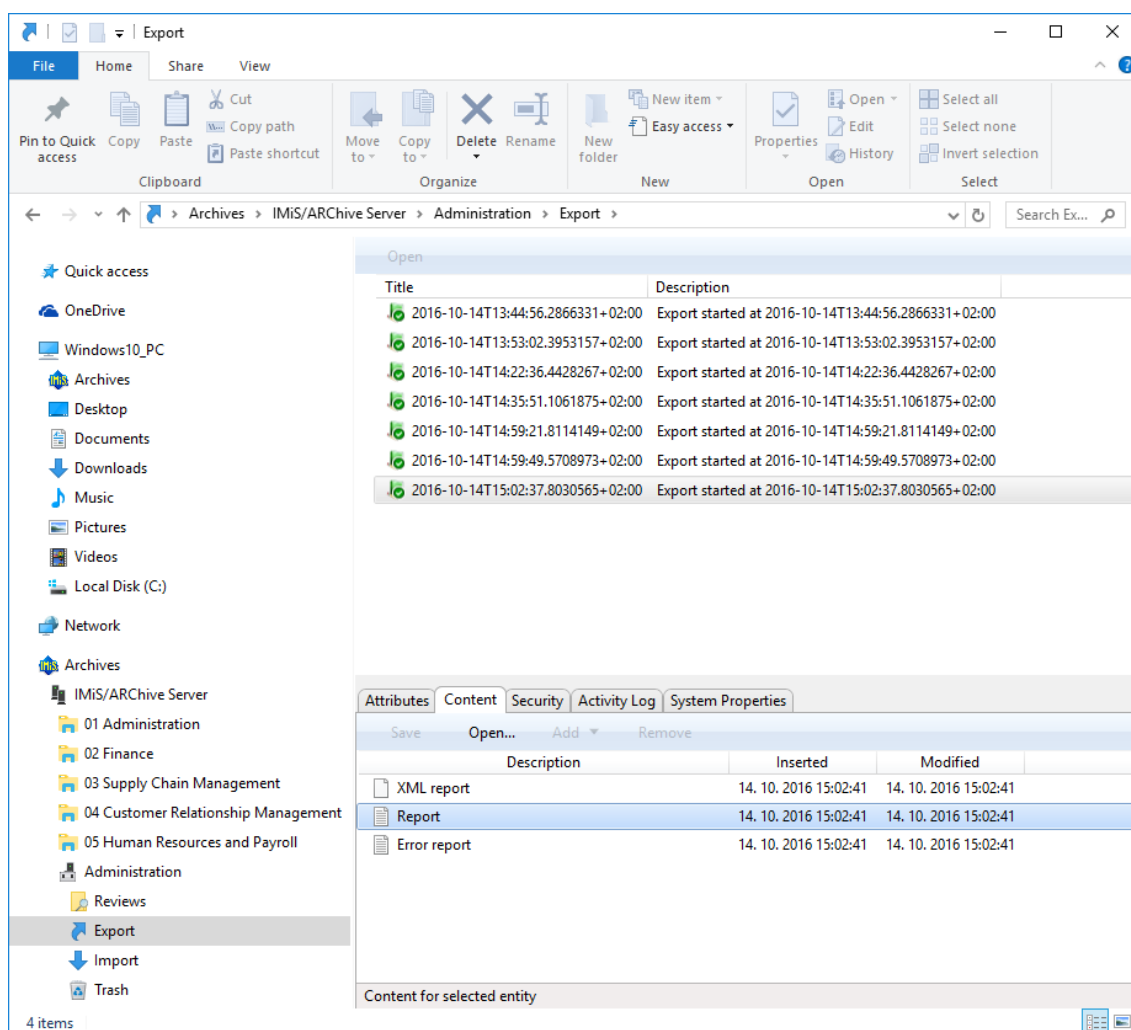 Export
File Home Share View
Pin to Quick access
Copy
Paste
Cut
Copy path
Paste shortcut
Move to
Copy to
Delete
Rename
New folder
New item
Easy access
Properties
Open
Edit
History
Select all
Select none
Invert selection
Clipboard Organize New Open Select
Archives > IMiS/ARChive Server > Administration > Export >
Search Ex...
Quick access
OneDrive
Windows10_PC
Archives
Desktop
Documents
Downloads
Music
Pictures
Videos
Local Disk (C:)
Network
Archives
IMiS/ARChive Server
01 Administration
02 Finance
03 Supply Chain Management
04 Customer Relationship Management
05 Human Resources and Payroll
Administration
Reviews
Export
Import
Trash
Open
Title Description
2016-10-14T13:44:56.2866331+02:00 Export started at 2016-10-14T13:44:56.2866331+02:00
2016-10-14T13:53:02.3953157+02:00 Export started at 2016-10-14T13:53:02.3953157+02:00
2016-10-14T14:22:36.4428267+02:00 Export started at 2016-10-14T14:22:36.4428267+02:00
2016-10-14T14:35:51.1061875+02:00 Export started at 2016-10-14T14:35:51.1061875+02:00
2016-10-14T14:59:21.8114149+02:00 Export started at 2016-10-14T14:59:21.8114149+02:00
2016-10-14T14:59:49.5708973+02:00 Export started at 2016-10-14T14:59:49.5708973+02:00
2016-10-14T15:02:37.8030565+02:00 Export started at 2016-10-14T15:02:37.8030565+02:00
Attributes Content Security Activity Log System Properties
Save Open... Add Remove
Description Inserted Modified
XML report 14. 10. 2016 15:02:41 14. 10. 2016 15:02:41
Report 14. 10. 2016 15:02:41 14. 10. 2016 15:02:41
Error report 14. 10. 2016 15:02:41 14. 10. 2016 15:02:41
Content for selected entity
4 items